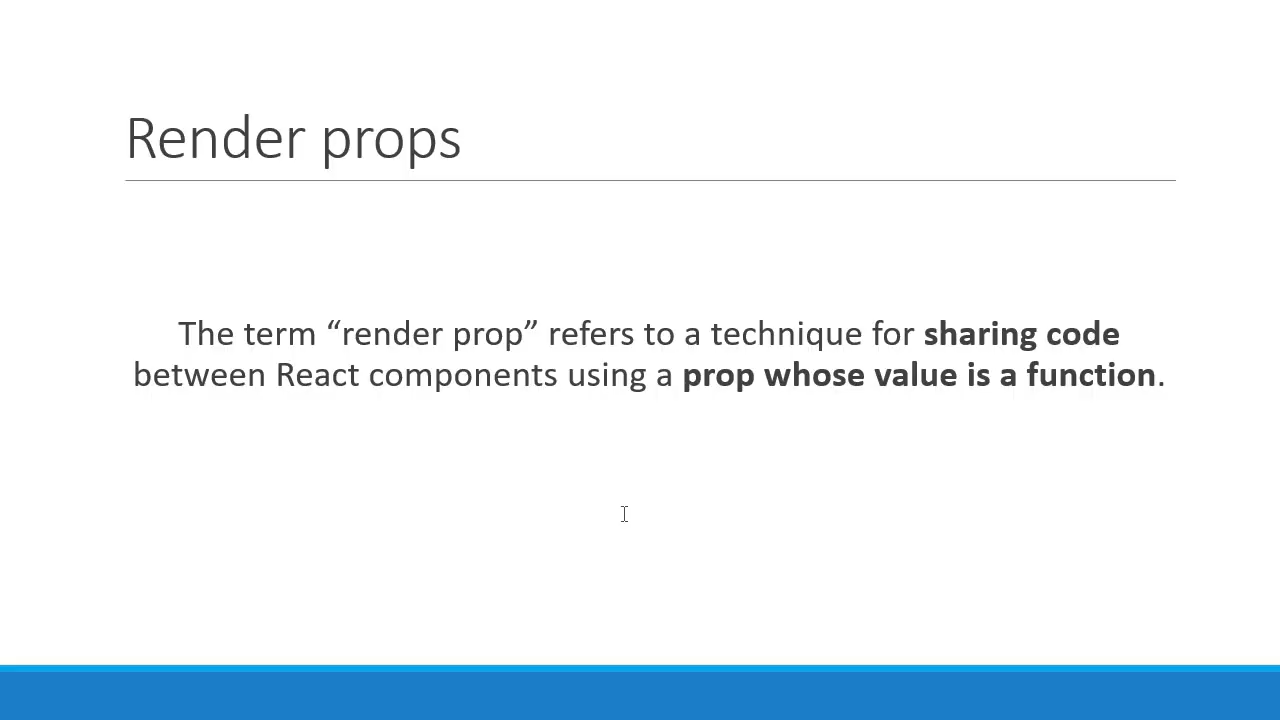 Render props
The term “render prop” refers to a technique for sharing code
between React components using a prop whose value is a function.